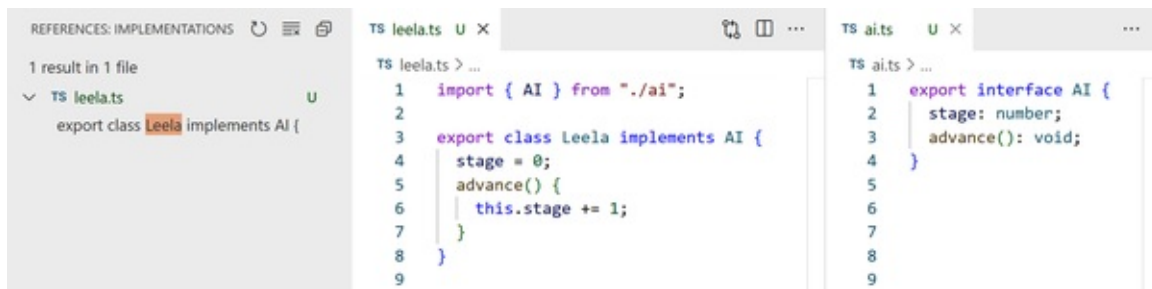 REFERENCES: IMPLEMENTATIONS
1 result in 1 file
TS leela.ts U
export class Leela implements AI {
TS leela.ts U
TS leela.ts > ...
1 import { AI } from "./ai";
2
3 export class Leela implements AI {
4 stage = 0;
5 advance() {
6 this.stage += 1;
7 }
8 }
9
TS ai.ts U
TS ai.ts > ...
1 export interface AI {
2 stage: number;
3 advance(): void;
4 }
5
6
7
8
9